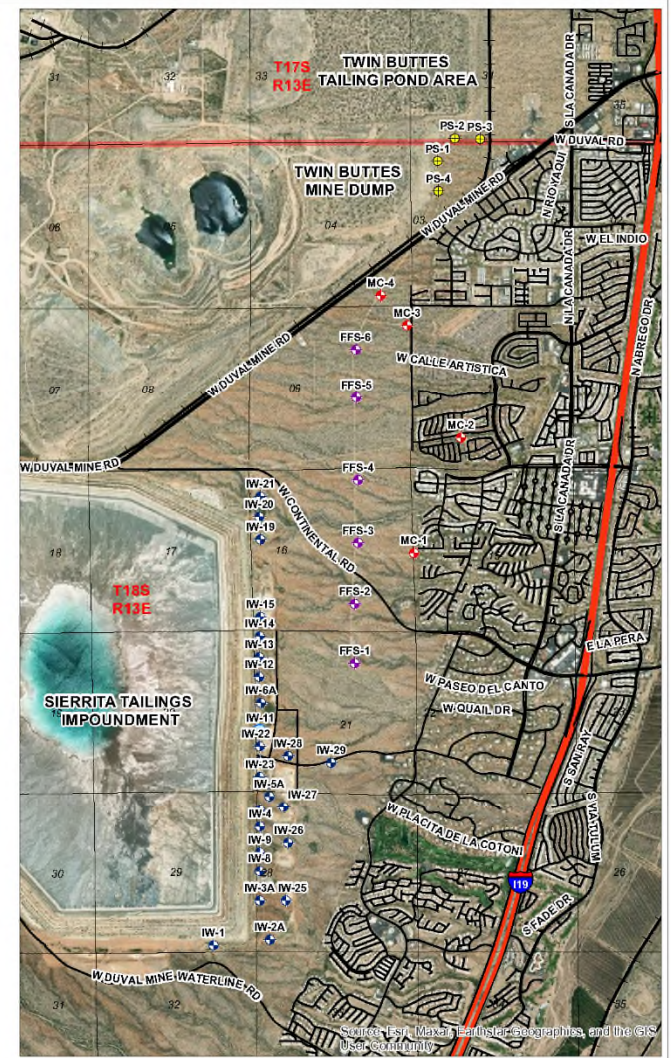 TWIN BUTTES
TAILING POND AREA
T17S
R13E
31
32
33
31
35
S LA CANADA DR
PS-2
PS-3
W DUVAL RD
PS-1
TWIN BUTTES
MINE DUMP
PS-4
N RIO YAQUI
W DUVAL MINE RD
06
05
04
03
W EL INDIO
N LA CANADA DR
N ABREGO DR
MC-4
MC-3
FFS-6
W CALLE ARTISTICA
W DUVAL MINE RD
07
08
09
FFS-5
MC-2
W DUVAL MINE RD
FFS-4
S LA CANADA DR
IW-21
IW-20
W CONTINENTAL RD
IW-19
FFS-3
MC-1
18
17
16
T18S
R13E
FFS-2
IW-15
IW-14
IW-13
E LA PERA
IW-12
FFS-1
W PASEO DEL CANTO
SIERRITA TAILINGS
IMPOUNDMENT
IW-6A
W QUAIL DR
IW-11
21
IW-22
IW-28
IW-29
S SAN RAY
IW-23
IW-5A
IW-27
IW-4
W PLACITA DE LA COTONI
S VIA TULUM
IW-26
IW-9
IW-8
30
29
28
27
26
I19
IW-3A
IW-25
S FADE DR
IW-1
IW-2A
W DUVAL MINE WATERLINE RD
31
32
35
Source: Esri, Maxar, Earthstar Geographics, and the GIS
User Community